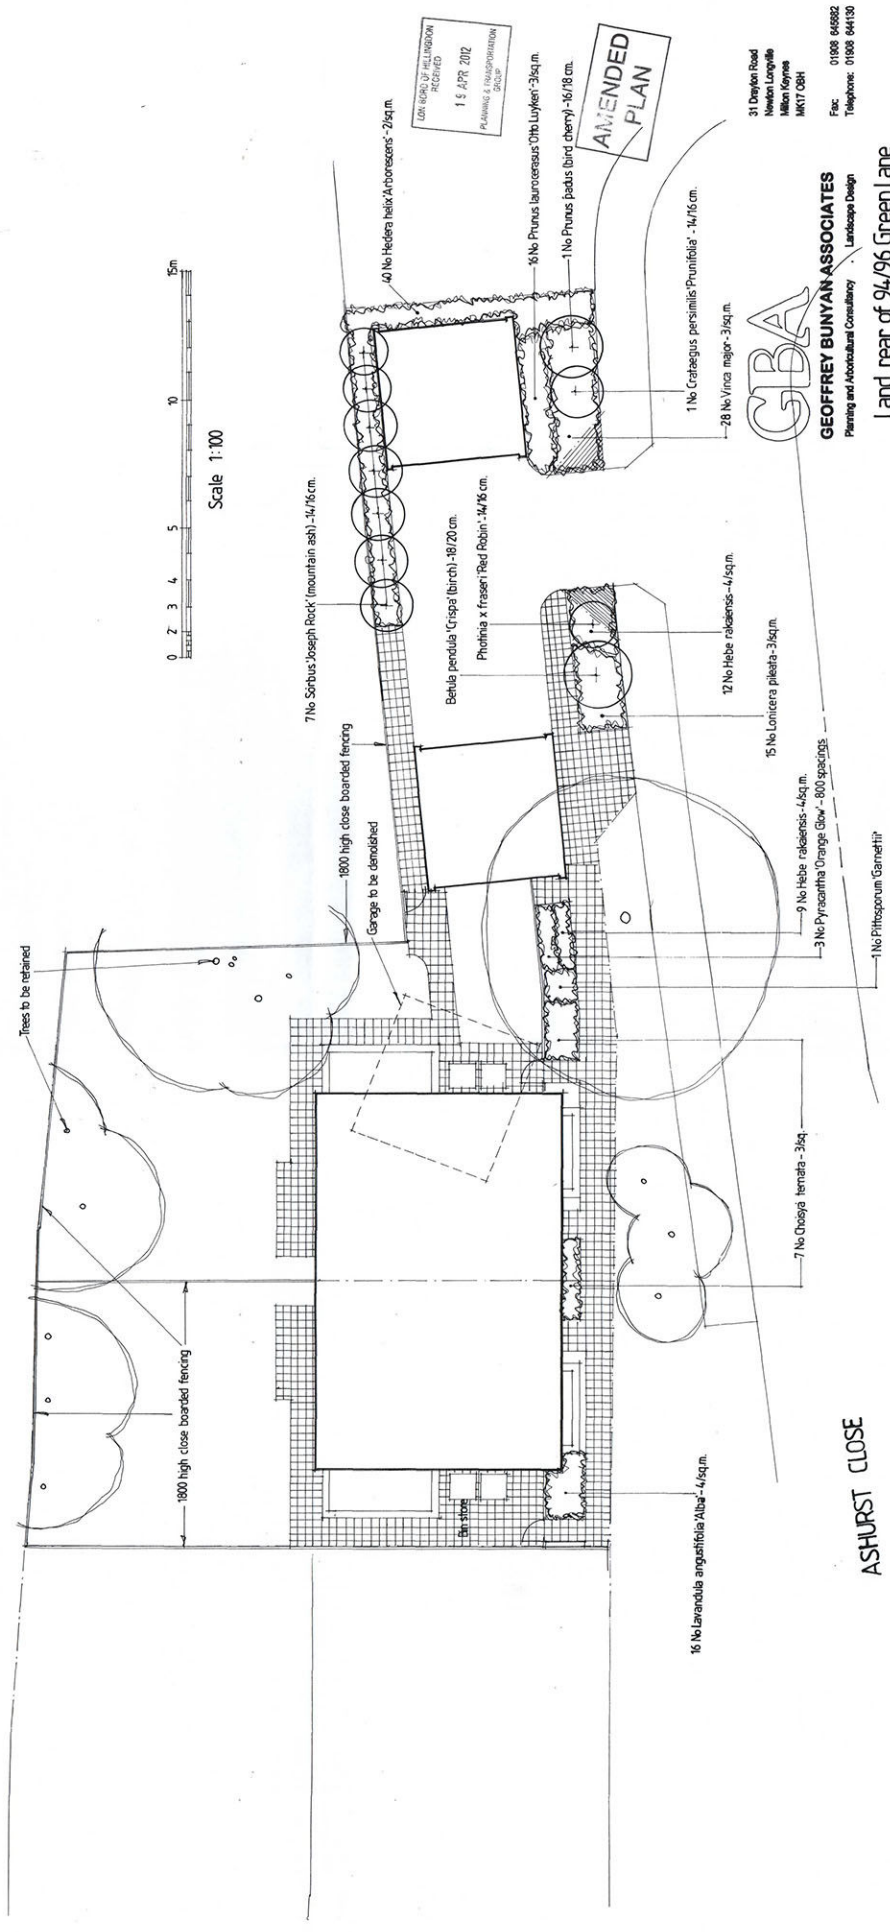 Trees to be retained
1800 high close boarded fencing
1800 high close boarded fencing
Garage to be demolished
Bin store
7 No Sorbus 'Joseph Rock' (mountain ash) - 14/16cm.
0 2 3 4 5 10 15m
Scale 1:100
40 No Hedera helix 'Arborescens' - 2/sq.m.
Betula pendula 'Crispa' (birch) - 18/20 cm.
Photinia x fraseri 'Red Robin' - 14/16 cm.
16 No Prunus laurocerasus 'Otto Luyken' - 3/sq.m.
1 No Prunus padus (bird cherry) - 16/18 cm.
1 No Crataegus persimilis 'Prunifolia' - 14/16cm.
28 No Vinca major - 3/sq.m.
12 No Hebe rakaiensis - 4/sq.m.
15 No Lonicera pileata - 3/sq.m.
9 No Hebe rakaiensis - 4/sq.m.
3 No Pyracantha 'Orange Glow' - 800 spacings
1 No Pittosporum 'Garnettii'
7 No Choisya ternata - 3/sq.
16 No Lavandula angustifolia 'Alba' - 4/sq.m.
ASHURST CLOSE
LON BORO OF HILLINGDON
RECEIVED
19 APR 2012
PLANNING & TRANSPORTATION
GROUP
AMENDED
PLAN
GBA
GEOFFREY BUNYAN ASSOCIATES
Planning and Arboricultural Consultancy . Landscape Design
31 Drayton Road
Newton Longville
Milton Keynes
MK17 0BH
Fax: 01908 645682
Telephone: 01908 644130
Land rear of 94/96 Green Lane